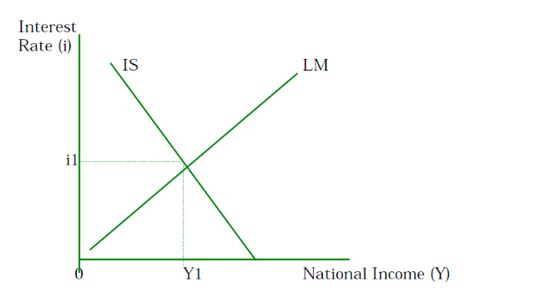 Interest
Rate (i)
IS
LM
i1
0
Y1
National Income (Y)